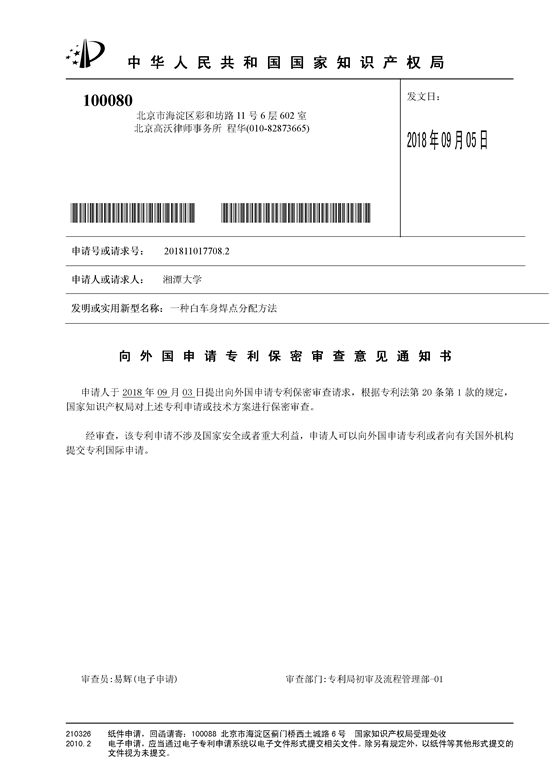 中华人民共和国国家知识产权局
100080
发文日：
北京市海淀区彩和坊路 11 号 6 层 602 室
北京高沃律师事务所 程华(010-82873665)
2018 年 09 月 05 日
申请号或请求号： 201811017708.2
申请人或请求人： 湘潭大学
发明或实用新型名称：一种白车身焊点分配方法
向外国申请专利保密审查意见通知书
申请人于 2018 年 09 月 03 日提出向外国申请专利保密审查请求，根据专利法第 20 条第 1 款的规定，
国家知识产权局对上述专利申请或技术方案进行保密审查。
经审查，该专利申请不涉及国家安全或者重大利益，申请人可以向外国申请专利或者向有关国外机构
提交专利国际申请。
审查员:易辉(电子申请) 审查部门:专利局初审及流程管理部-01
210326 纸件申请，回函请寄：100088 北京市海淀区蓟门桥西土城路 6 号 国家知识产权局受理处收
2010.2 电子申请，应当通过电子专利申请系统以电子文件形式提交相关文件。除另有规定外，以纸件等其他形式提交的
文件视为未提交。